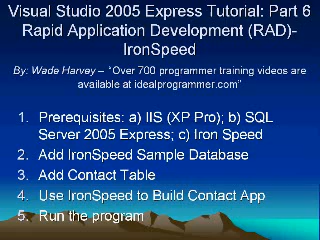 Visual Studio 2005 Express Tutorial: Part 6
Rapid Application Development (RAD)-
IronSpeed
By: Wade Harvey – "Over 700 programmer training videos are
available at idealprogrammer.com"
1. Prerequisites: a) IIS (XP Pro); b) SQL
Server 2005 Express; c) Iron Speed
2. Add IronSpeed Sample Database
3. Add Contact Table
4. Use IronSpeed to Build Contact App
5. Run the program